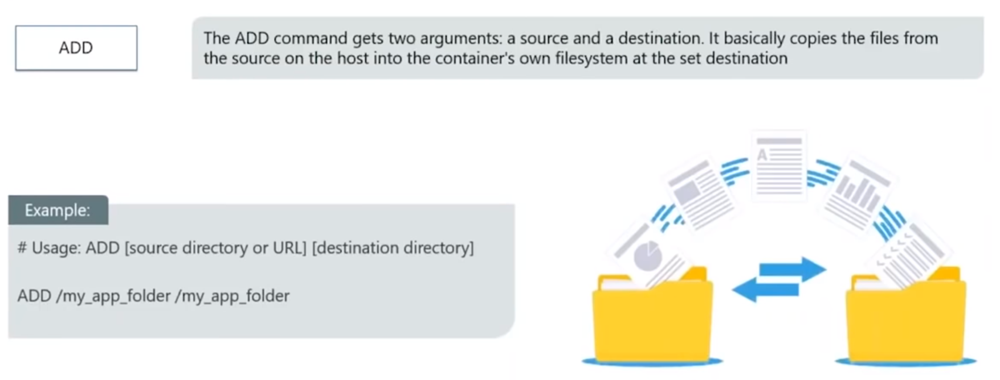 ADD
The ADD command gets two arguments: a source and a destination. It basically copies the files from
the source on the host into the container's own filesystem at the set destination
Example:
# Usage: ADD [source directory or URL] [destination directory]
ADD /my_app_folder /my_app_folder
A